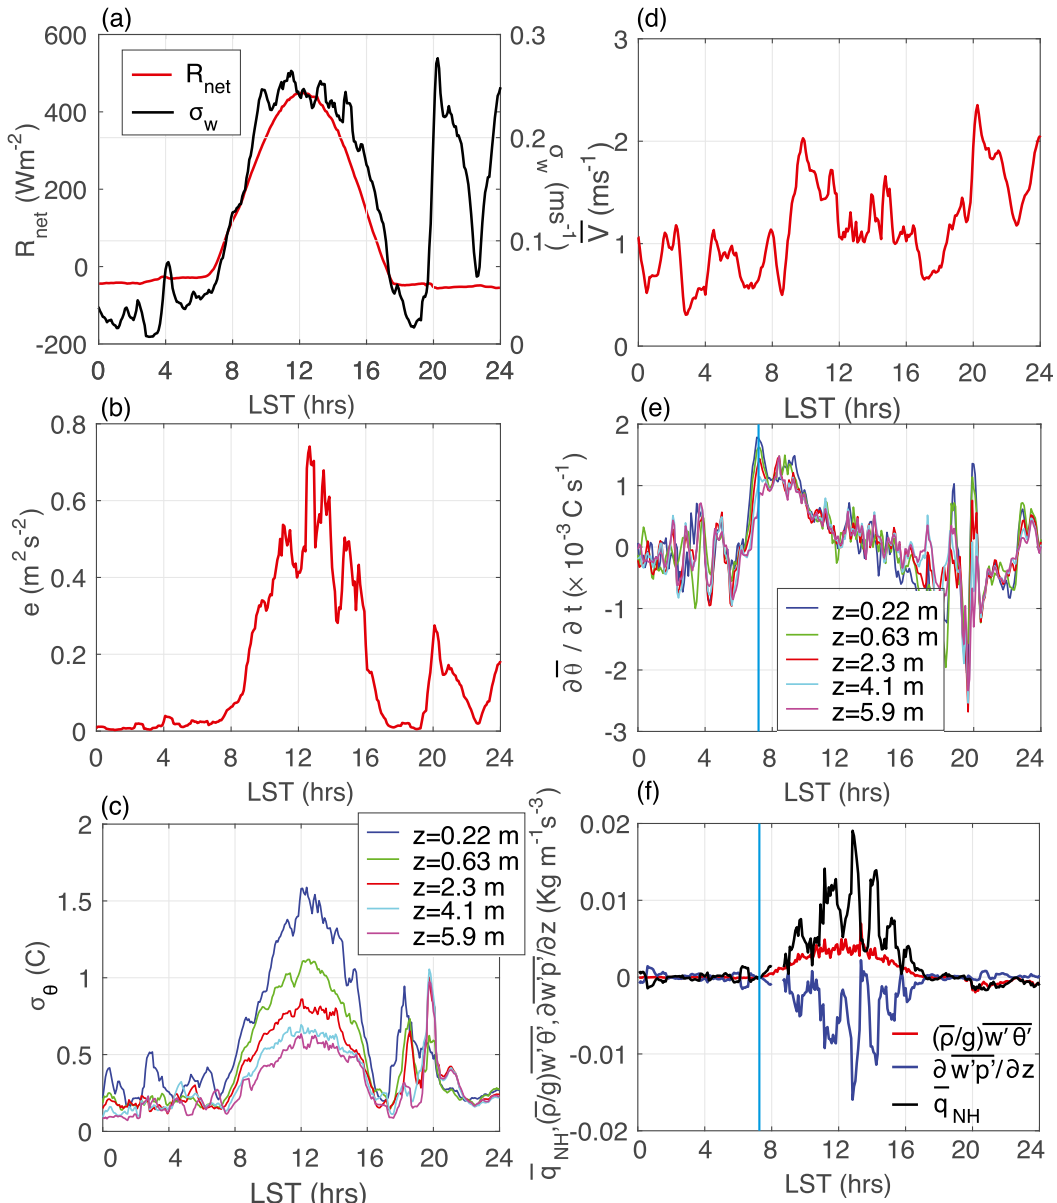 (a)
600
400
200
0
-200
R_net (Wm⁻²)
0.3
0.2
0.1
0
σ_w (ms⁻¹)
R_net
σ_w
0 4 8 12 16 20 24
LST (hrs)
(b)
0.8
0.6
0.4
0.2
0
e (m² s⁻²)
0 4 8 12 16 20 24
LST (hrs)
(c)
2
1.5
1
0.5
0
σ_θ (C)
z=0.22 m
z=0.63 m
z=2.3 m
z=4.1 m
z=5.9 m
0 4 8 12 16 20 24
LST (hrs)
(d)
3
2
1
0
V̅ (ms⁻¹)
0 4 8 12 16 20 24
LST (hrs)
(e)
2
1
0
-1
-2
-3
∂θ̅ / ∂ t (× 10⁻³ C s⁻¹)
z=0.22 m
z=0.63 m
z=2.3 m
z=4.1 m
z=5.9 m
0 4 8 12 16 20 24
LST (hrs)
(f)
0.02
0.01
0
-0.01
-0.02
q̅_NH,(ρ̅/g)w'θ',∂w'p'/∂z (Kg m⁻¹s⁻³)
(ρ̅/g)w'θ'
∂ w'p'/∂z
q̅_NH
0 4 8 12 16 20 24
LST (hrs)